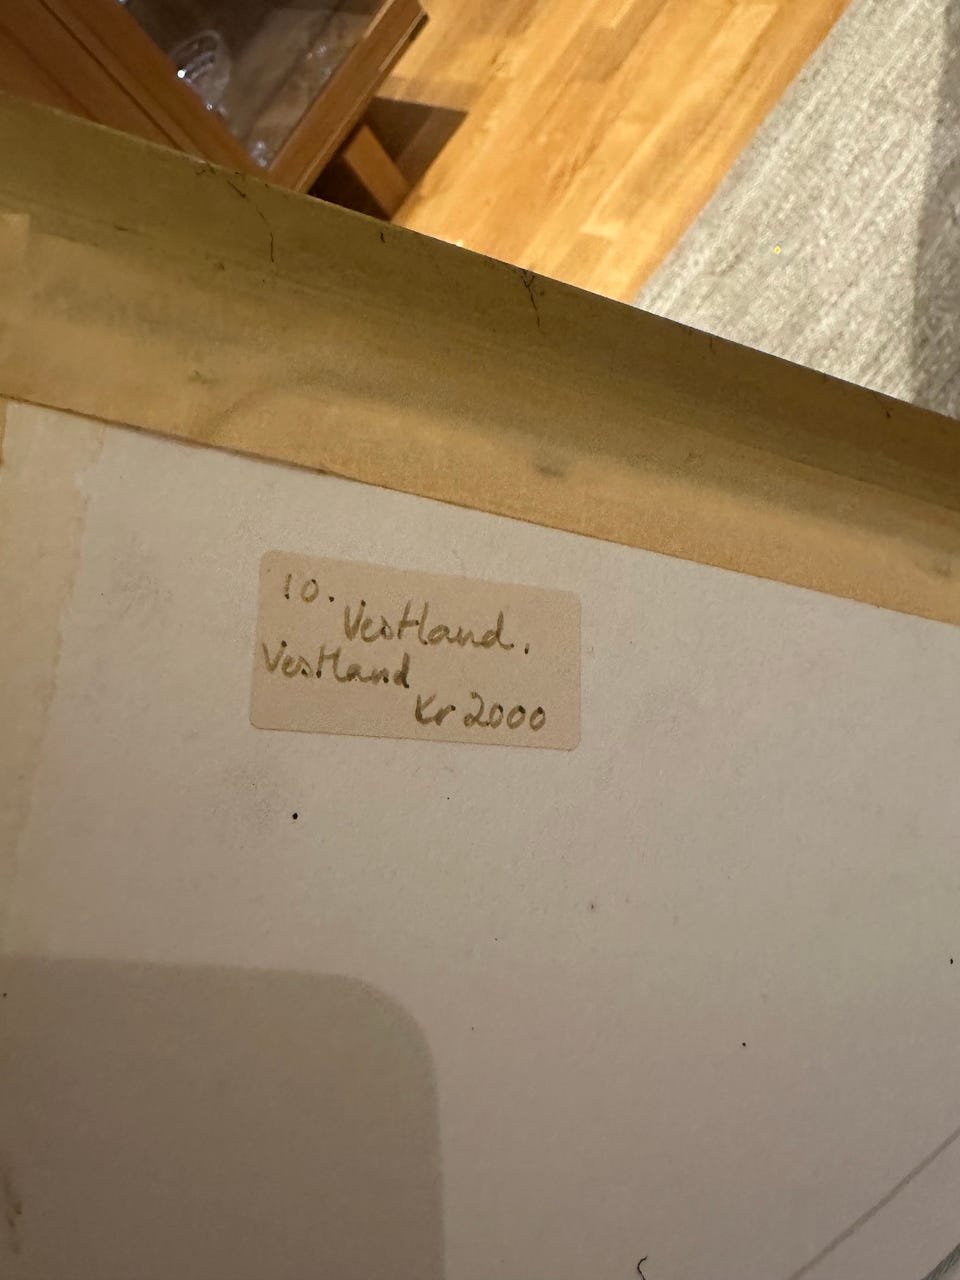 10.
Vestland.
Vestland
Kr 2000